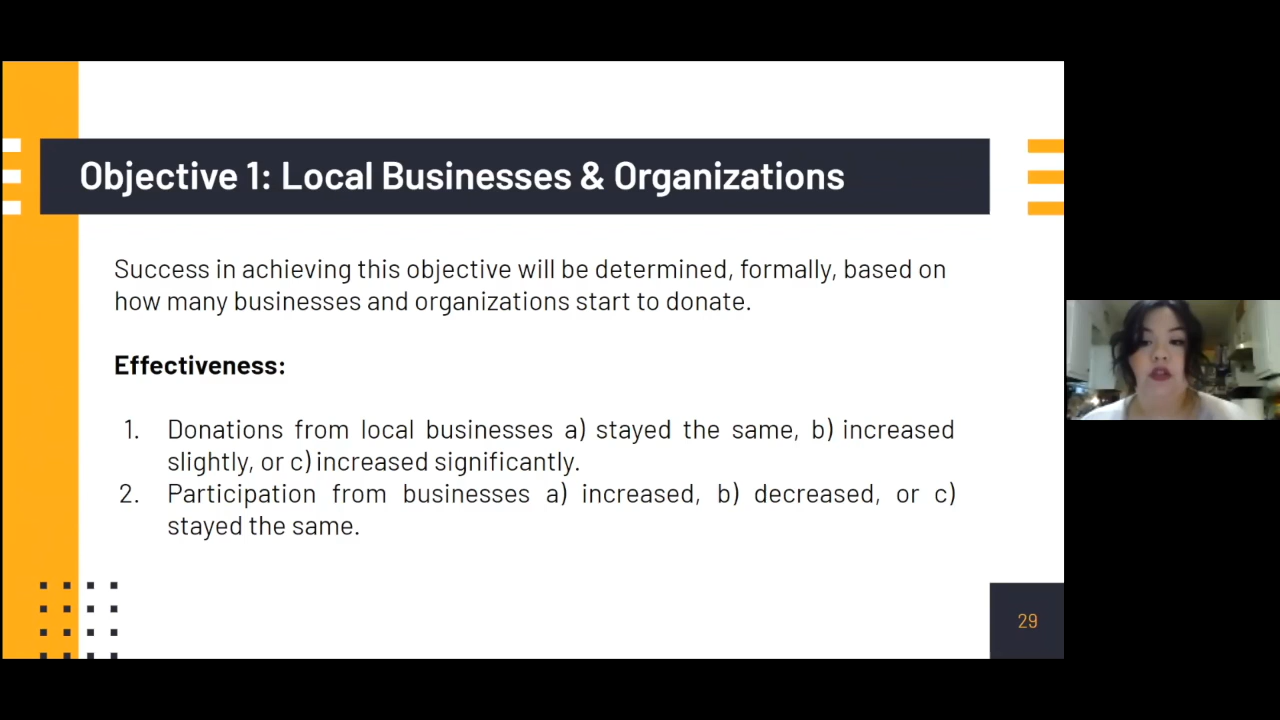 Objective 1: Local Businesses & Organizations
Success in achieving this objective will be determined, formally, based on
how many businesses and organizations start to donate.
Effectiveness:
1. Donations from local businesses a) stayed the same, b) increased
slightly, or c) increased significantly.
2. Participation from businesses a) increased, b) decreased, or c)
stayed the same.
29